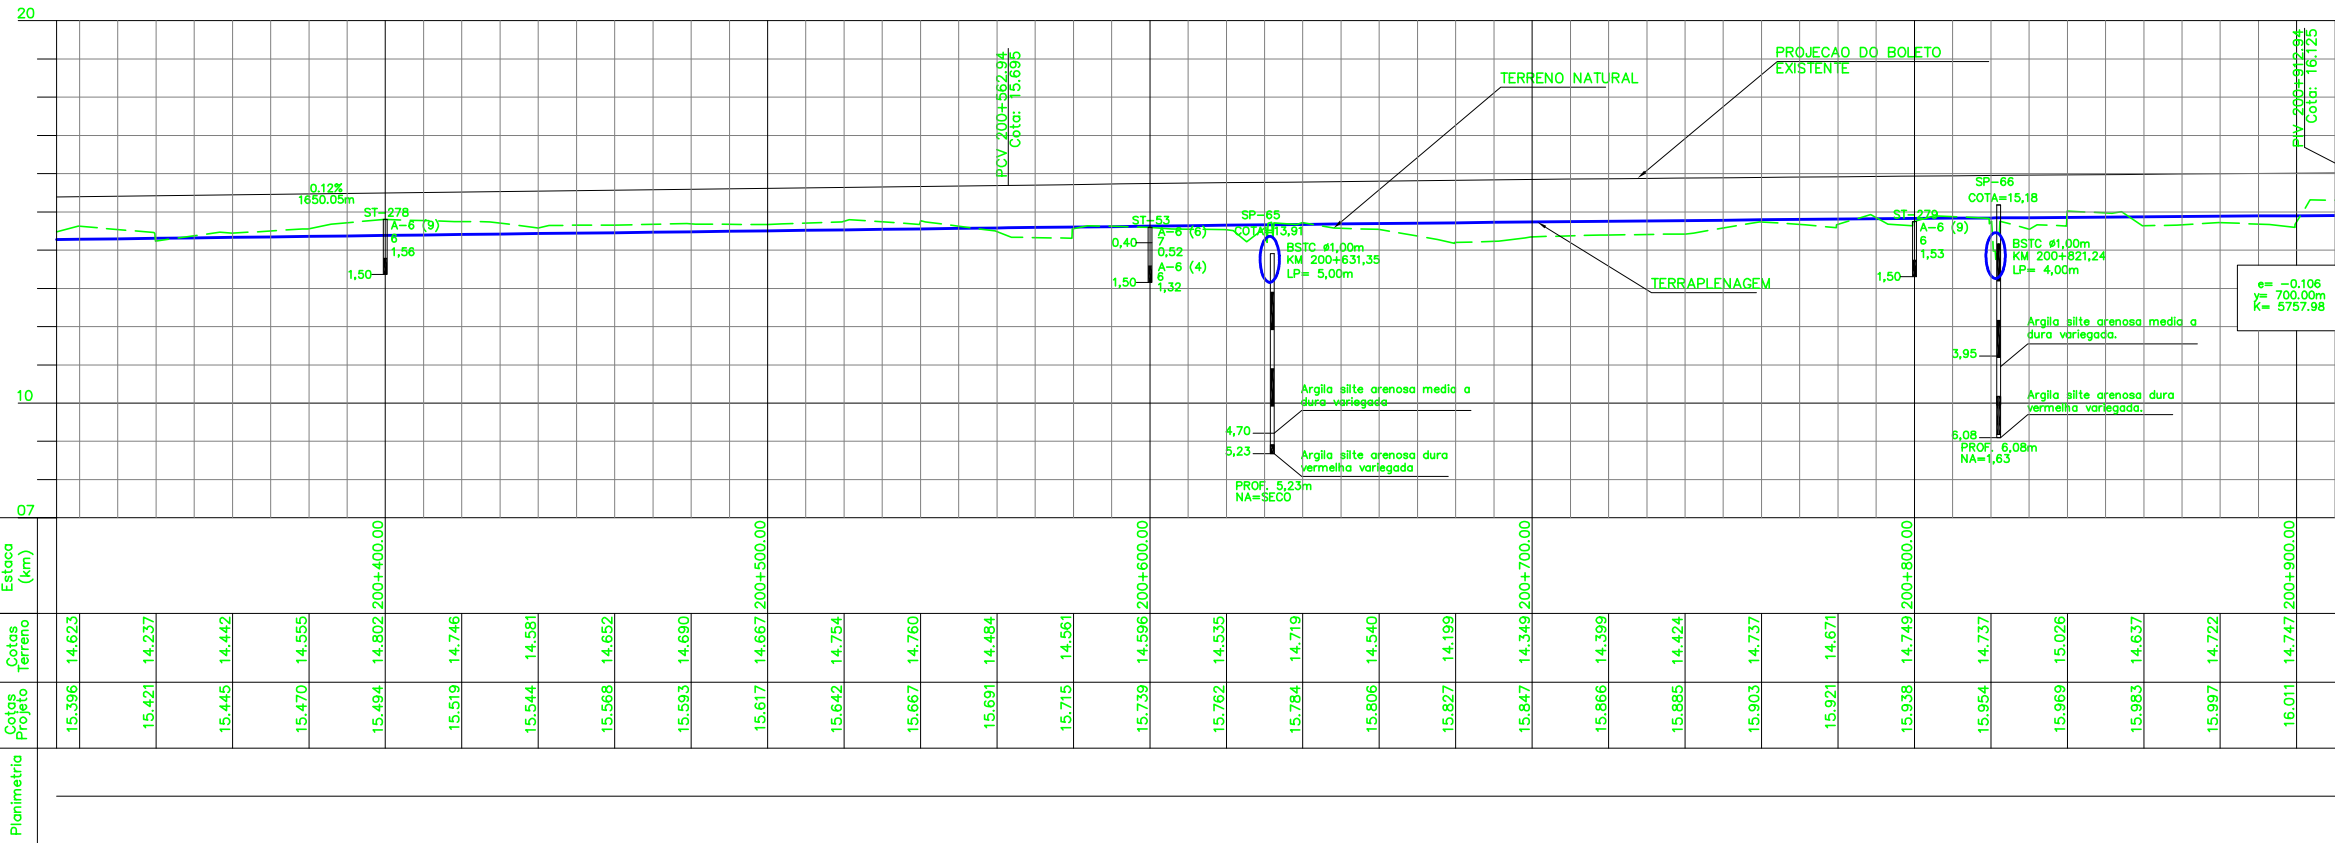 20
10
07
0.12%
1650.05m
ST-278
A-6 (9)
6
1,56
1,50
PCV 200+562.94
Cota: 15.695
ST-53
A-6 (6)
7
0,40
0,52
A-6 (4)
6
1,50
1,32
SP-65
COTA=13,91
BSTC ø1,00m
KM 200+631,35
LP= 5,00m
4,70
Argila silte arenosa media a
dura variegada
5,23
Argila silte arenosa dura
vermelha variegada
PROF. 5,23m
NA=SECO
TERRENO NATURAL
PROJECAO DO BOLETO
EXISTENTE
TERRAPLENAGEM
ST-279
A-6 (9)
6
1,53
1,50
SP-66
COTA=15,18
BSTC ø1,00m
KM 200+821,24
LP= 4,00m
Argila silte arenosa media a
dura variegada.
3,95
Argila silte arenosa dura
vermelha variegada.
6,08
PROF. 6,08m
NA=1,63
PIV 200+912.94
Cota: 16.125
e= -0.106
y= 700.00m
K= 5757.98
Estaca
(km)
200+400.00
200+500.00
200+600.00
200+700.00
200+800.00
200+900.00
Cotas
Terreno
14.623
14.237
14.442
14.555
14.802
14.746
14.581
14.652
14.690
14.667
14.754
14.760
14.484
14.561
14.596
14.535
14.719
14.540
14.199
14.349
14.399
14.424
14.737
14.671
14.749
14.737
15.026
14.637
14.722
14.747
Cotas
Projeto
15.396
15.421
15.445
15.470
15.494
15.519
15.544
15.568
15.593
15.617
15.642
15.667
15.691
15.715
15.739
15.762
15.784
15.806
15.827
15.847
15.866
15.885
15.903
15.921
15.938
15.954
15.969
15.983
15.997
16.011
Planimetria